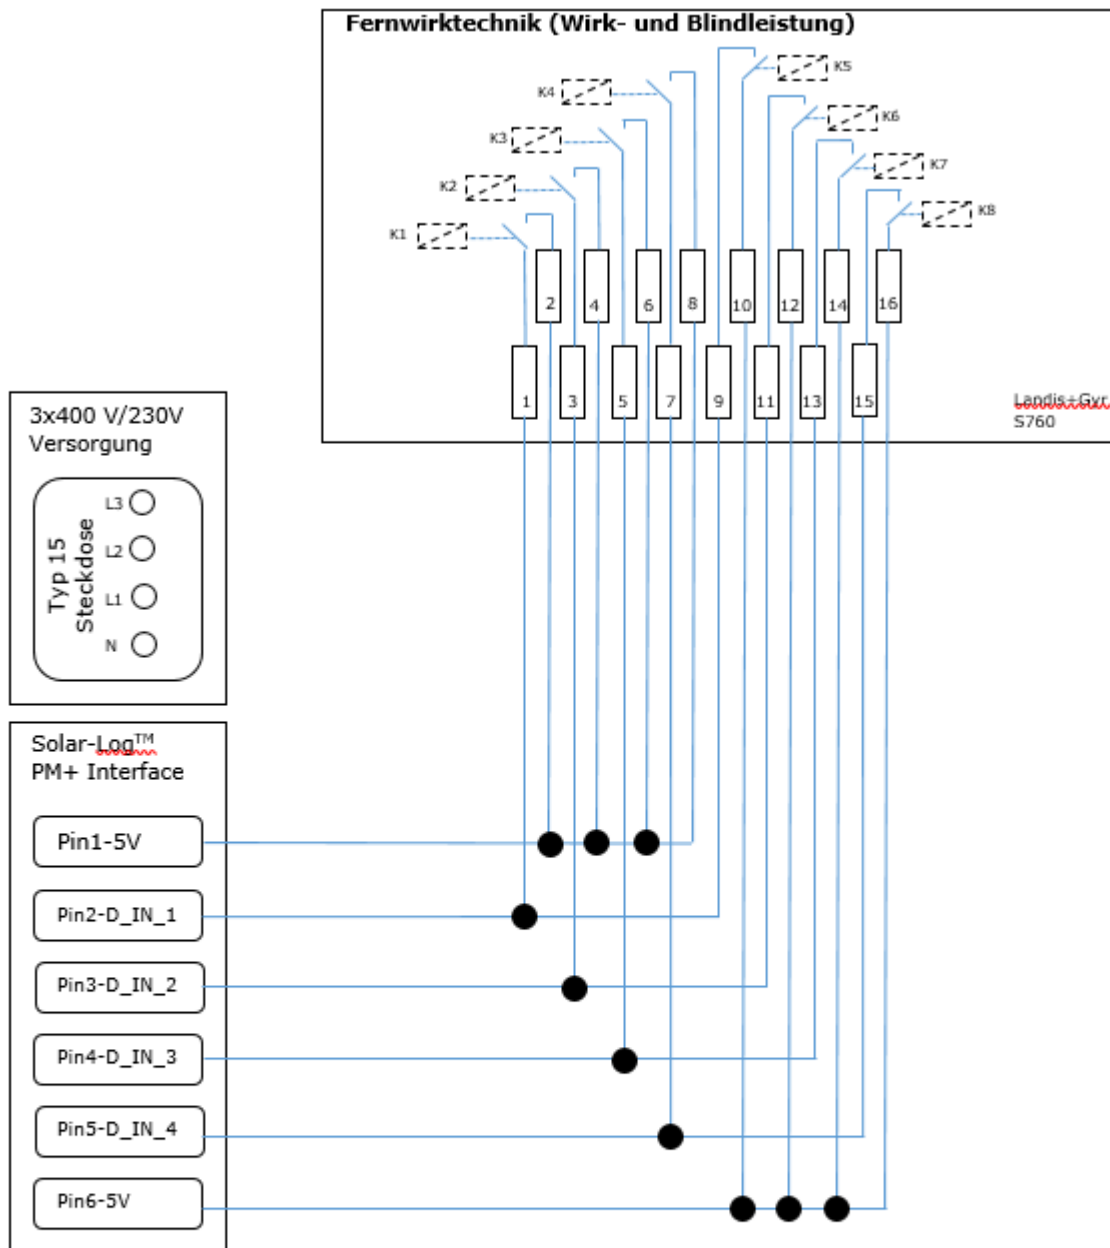 Fernwirktechnik (Wirk- und Blindleistung)
K5
K4
K6
K3
K7
K2
K8
K1
2
4
6
8
10
12
14
16
1
3
5
7
9
11
13
15
Landis+Gyr
S760
3x400 V/230V
Versorgung
Typ 15
Steckdose
L3
L2
L1
N
Solar-Log™
PM+ Interface
Pin1-5V
Pin2-D_IN_1
Pin3-D_IN_2
Pin4-D_IN_3
Pin5-D_IN_4
Pin6-5V